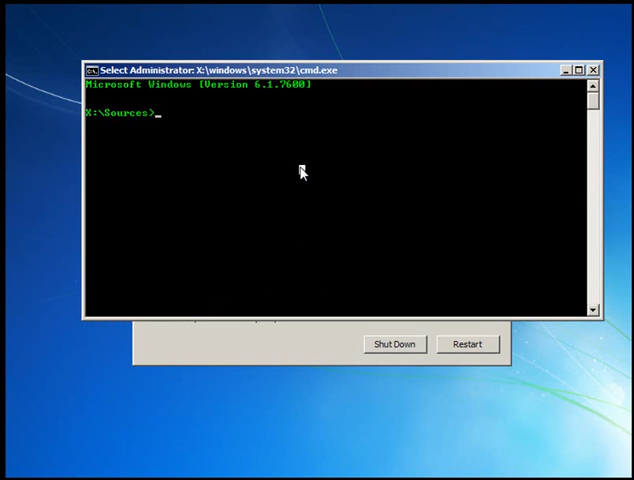 Select Administrator: X:\windows\system32\cmd.exe
Microsoft Windows [Version 6.1.7600]
X:\Sources>_
Shut Down
Restart